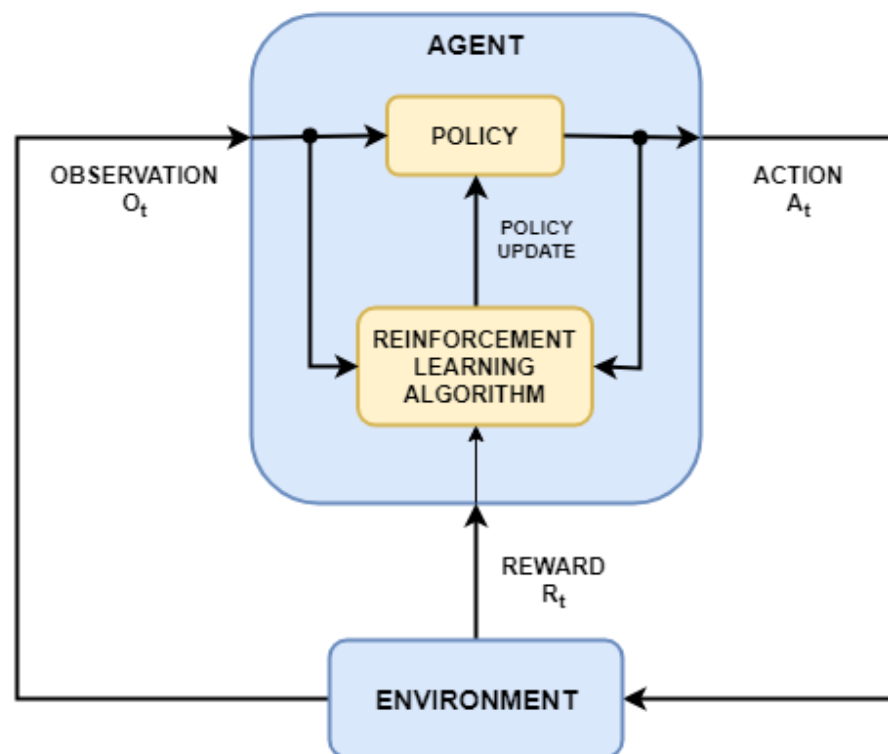 AGENT
POLICY
OBSERVATION
Oₜ
ACTION
Aₜ
POLICY
UPDATE
REINFORCEMENT
LEARNING
ALGORITHM
REWARD
Rₜ
ENVIRONMENT